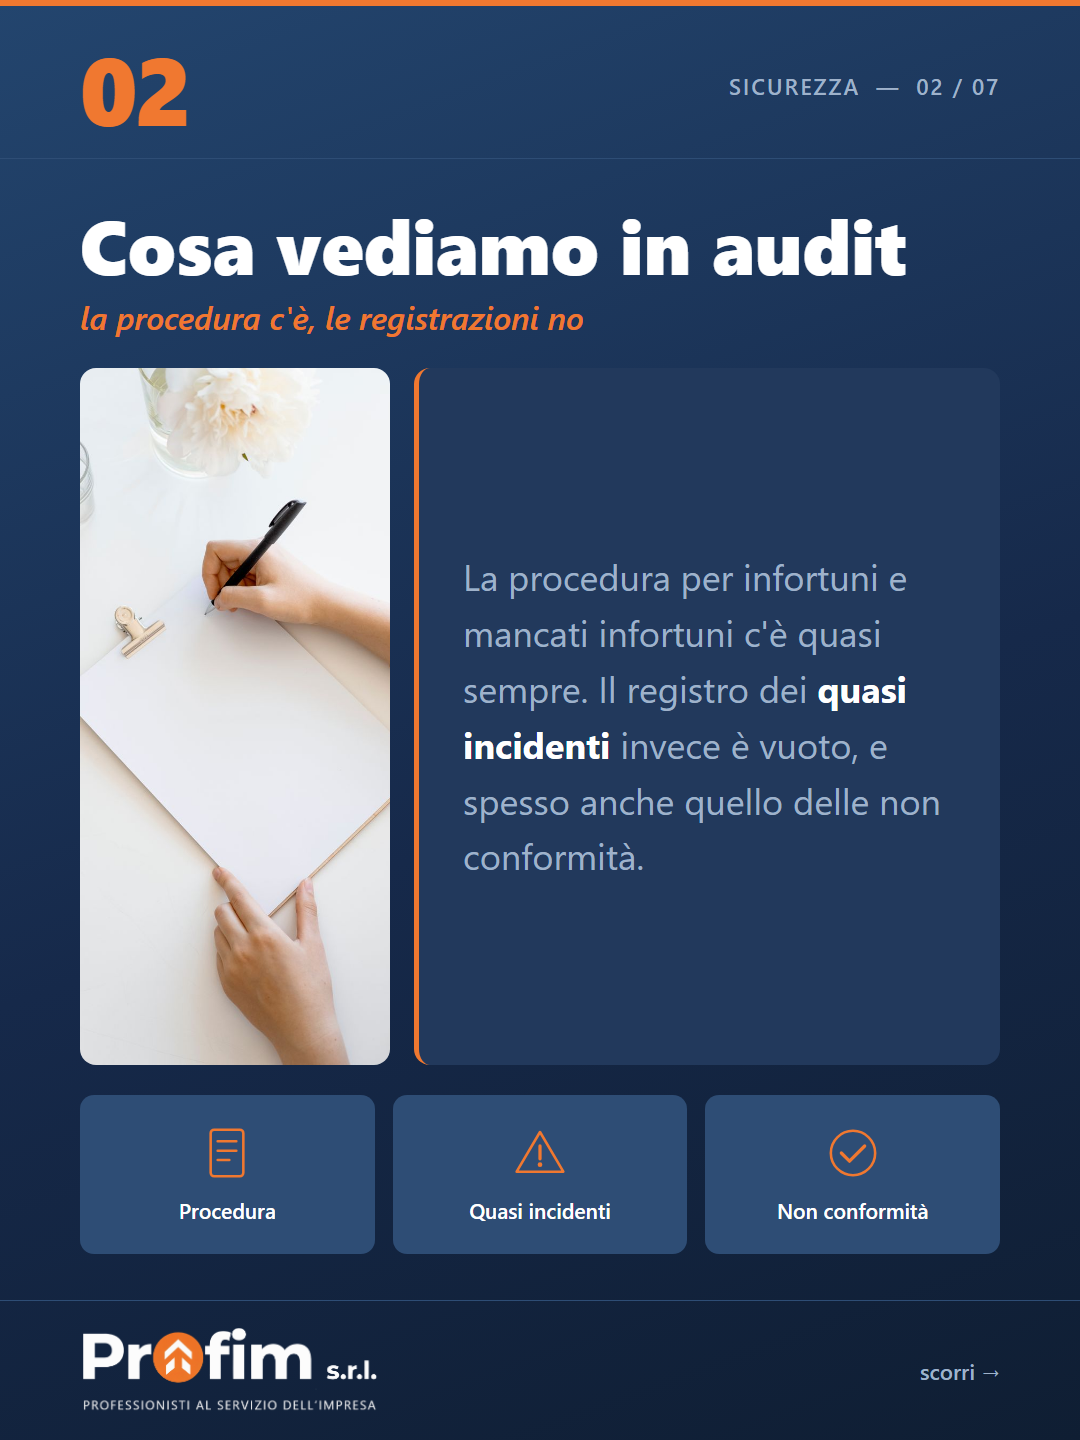 02
SICUREZZA — 02 / 07
Cosa vediamo in audit
la procedura c'è, le registrazioni no
La procedura per infortuni e
mancati infortuni c'è quasi
sempre. Il registro dei quasi
incidenti invece è vuoto, e
spesso anche quello delle non
conformità.
Procedura
Quasi incidenti
Non conformità
Profim s.r.l.
PROFESSIONISTI AL SERVIZIO DELL'IMPRESA
scorri →